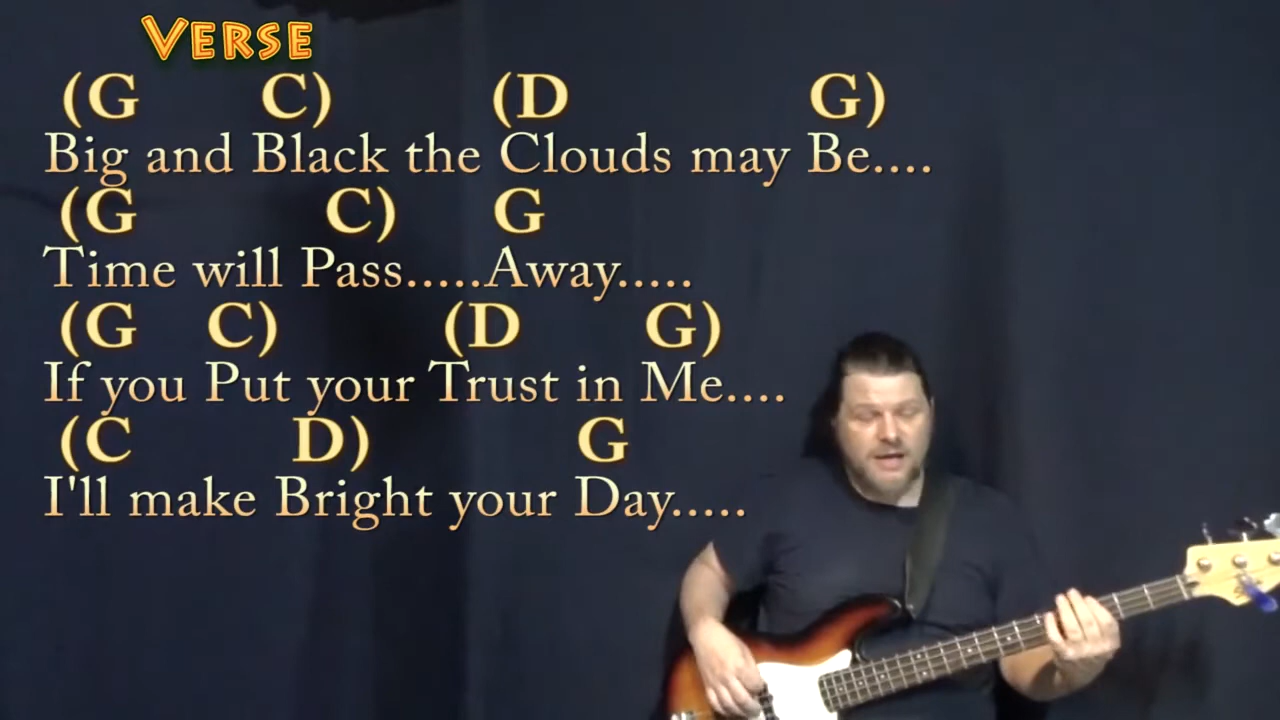 VERSE
(G C) (D G)
Big and Black the Clouds may Be....
(G C) G
Time will Pass.....Away.....
(G C) (D G)
If you Put your Trust in Me....
(C D) G
I'll make Bright your Day.....